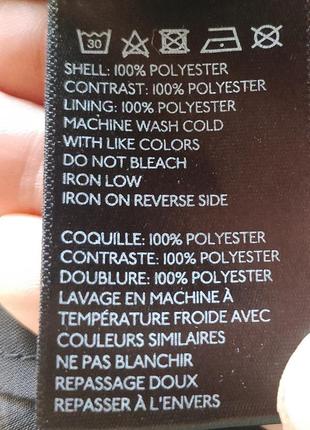 30
SHELL: 100% POLYESTER
CONTRAST: 100% POLYESTER
LINING: 100% POLYESTER
MACHINE WASH COLD
WITH LIKE COLORS
DO NOT BLEACH
IRON LOW
IRON ON REVERSE SIDE
COQUILLE: 100% POLYESTER
CONTRASTE: 100% POLYESTER
DOUBLURE: 100% POLYESTER
LAVAGE EN MACHINE À
TEMPÉRATURE FROIDE AVEC
COULEURS SIMILAIRES
NE PAS BLANCHIR
REPASSAGE DOUX
REPASSER À L'ENVERS